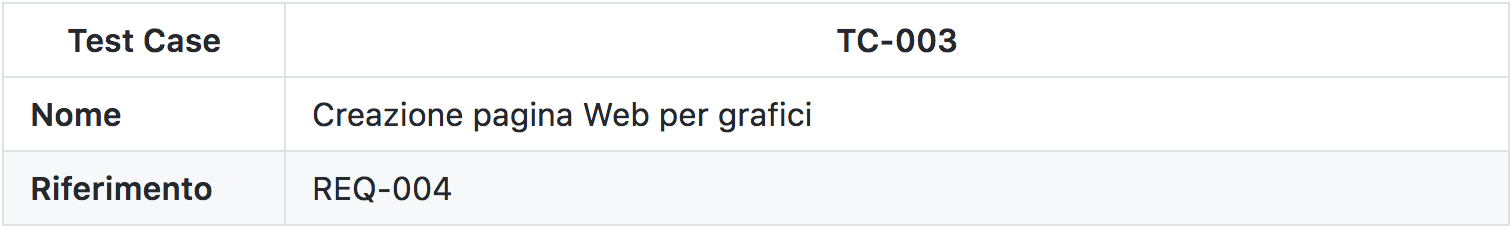 Test Case TC-003
Nome Creazione pagina Web per grafici
Riferimento REQ-004